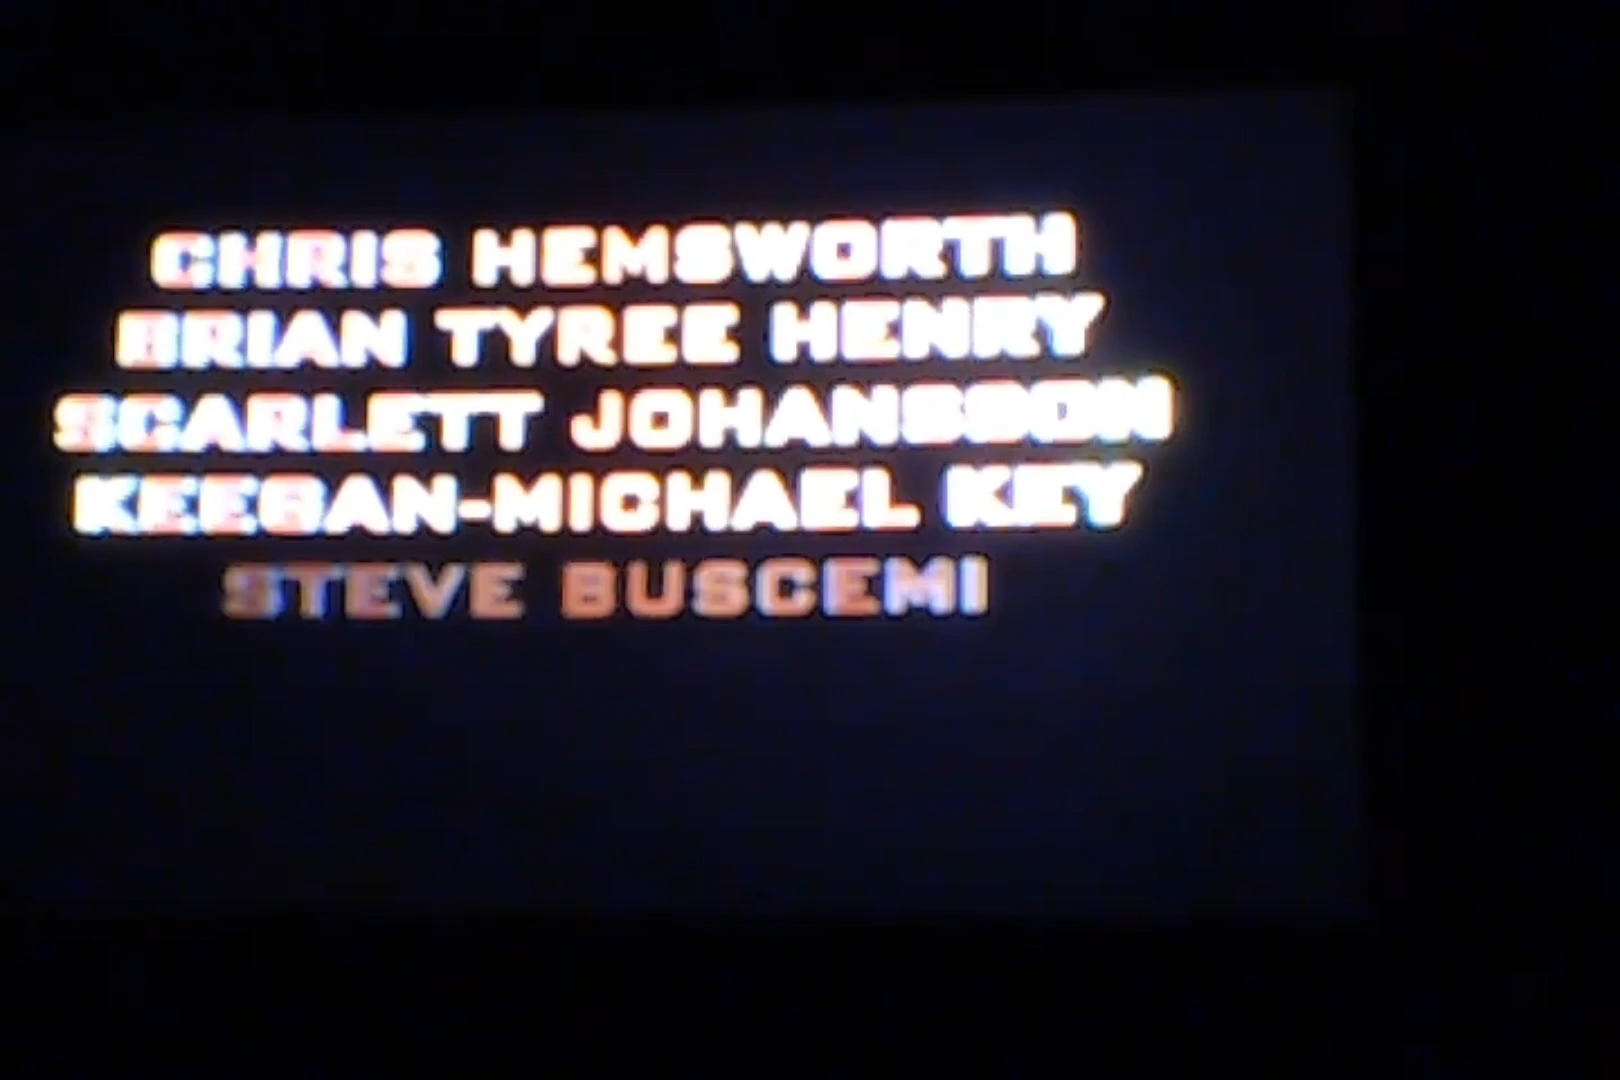 CHRIS HEMSWORTH
BRIAN TYREE HENRY
SCARLETT JOHANSSON
KEEGAN-MICHAEL KEY
STEVE BUSCEMI